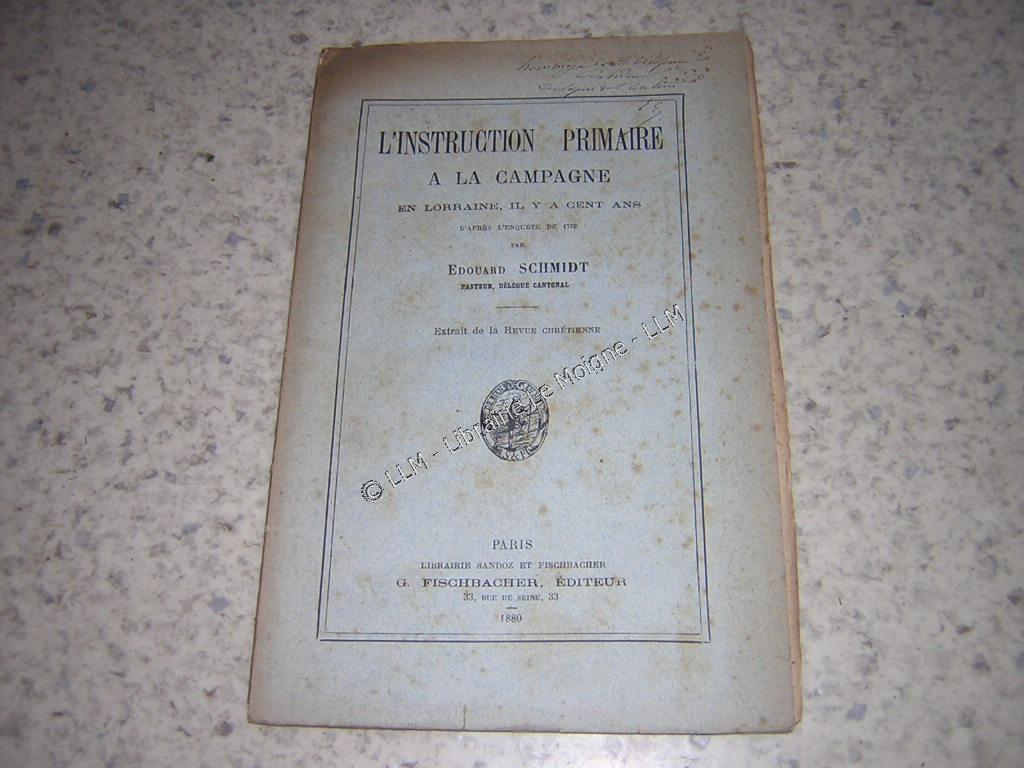 hommage
L'INSTRUCTION PRIMAIRE
A LA CAMPAGNE
EN LORRAINE, IL Y A CENT ANS
D'APRÈS L'ENQUÊTE DE 1779
PAR
EDOUARD SCHMIDT
PASTEUR, DÉLÉGUÉ CANTONAL
Extrait de la REVUE CHRÉTIENNE
© LLM - Librairie Le Moigne - LLM
PARIS
LIBRAIRIE SANDOZ ET FISCHBACHER
G. FISCHBACHER, ÉDITEUR
33, RUE DE SEINE, 33
1880